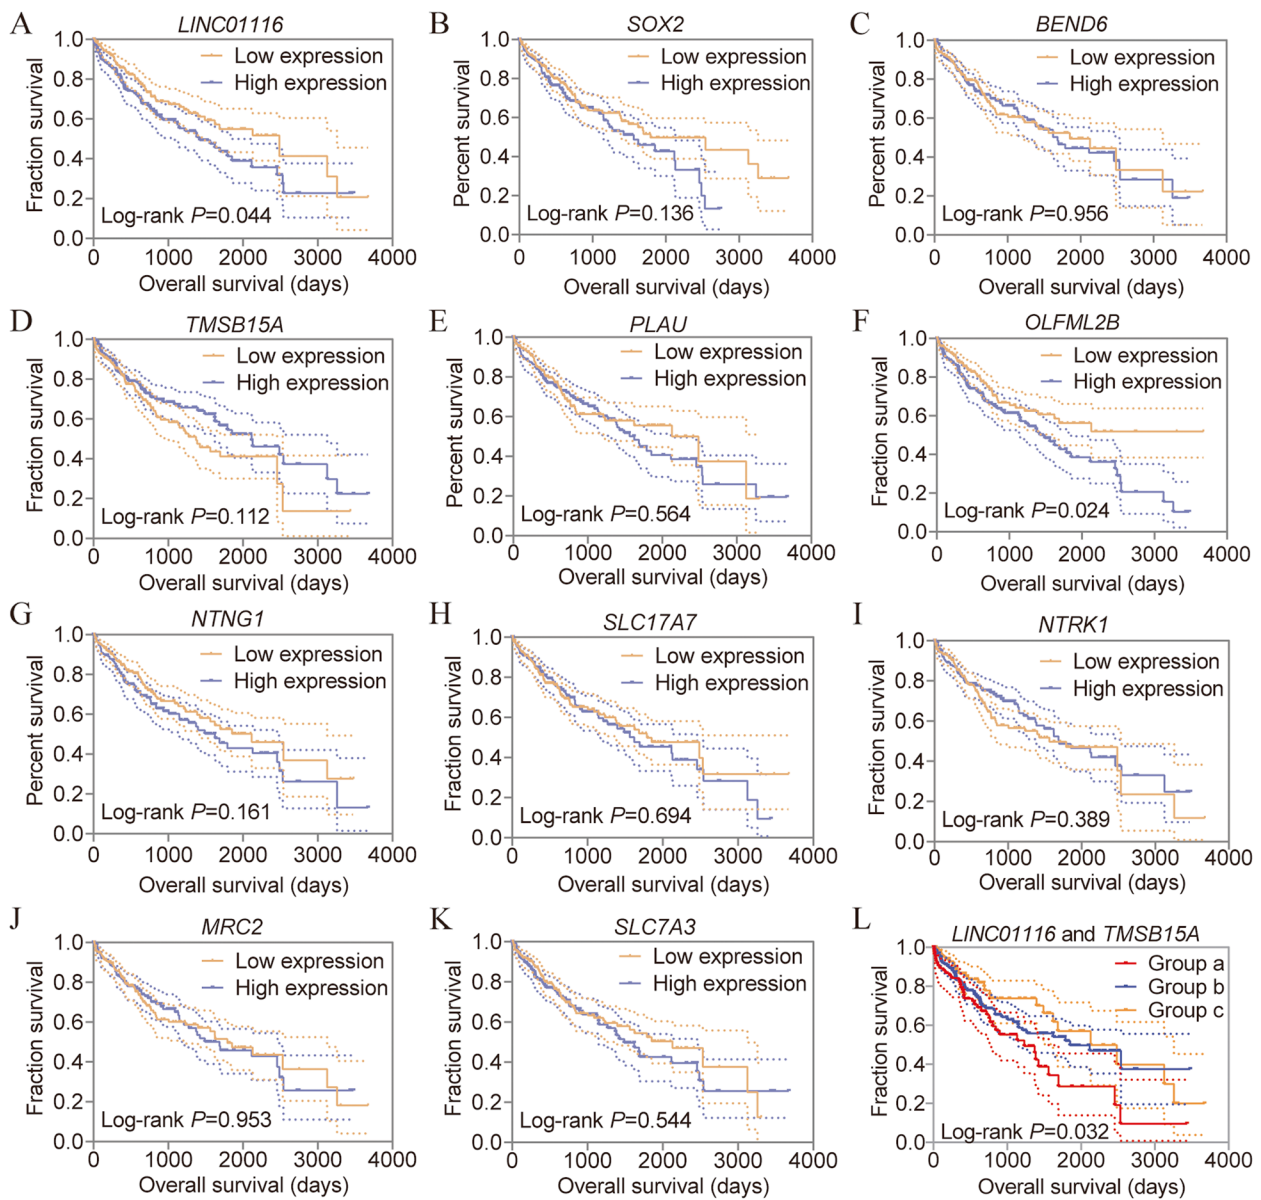 A
LINC01116
1.0
0.8
0.6
0.4
0.2
0.0
Fraction survival
Low expression
High expression
Log-rank P=0.044
0 1000 2000 3000 4000
Overall survival (days)
B
SOX2
1.0
0.8
0.6
0.4
0.2
0.0
Percent survival
Low expression
High expression
Log-rank P=0.136
0 1000 2000 3000 4000
Overall survival (days)
C
BEND6
1.0
0.8
0.6
0.4
0.2
0.0
Percent survival
Low expression
High expression
Log-rank P=0.956
0 1000 2000 3000 4000
Overall survival (days)
D
TMSB15A
1.0
0.8
0.6
0.4
0.2
0.0
Fraction survival
Low expression
High expression
Log-rank P=0.112
0 1000 2000 3000 4000
Overall survival (days)
E
PLAU
1.0
0.8
0.6
0.4
0.2
0.0
Percent survival
Low expression
High expression
Log-rank P=0.564
0 1000 2000 3000 4000
Overall survival (days)
F
OLFML2B
1.0
0.8
0.6
0.4
0.2
0.0
Fraction survival
Low expression
High expression
Log-rank P=0.024
0 1000 2000 3000 4000
Overall survival (days)
G
NTNG1
1.0
0.8
0.6
0.4
0.2
0.0
Percent survival
Low expression
High expression
Log-rank P=0.161
0 1000 2000 3000 4000
Overall survival (days)
H
SLC17A7
1.0
0.8
0.6
0.4
0.2
0.0
Fraction survival
Low expression
High expression
Log-rank P=0.694
0 1000 2000 3000 4000
Overall survival (days)
I
NTRK1
1.0
0.8
0.6
0.4
0.2
0.0
Fraction survival
Low expression
High expression
Log-rank P=0.389
0 1000 2000 3000 4000
Overall survival (days)
J
MRC2
1.0
0.8
0.6
0.4
0.2
0.0
Fraction survival
Low expression
High expression
Log-rank P=0.953
0 1000 2000 3000 4000
Overall survival (days)
K
SLC7A3
1.0
0.8
0.6
0.4
0.2
0.0
Fraction survival
Low expression
High expression
Log-rank P=0.544
0 1000 2000 3000 4000
Overall survival (days)
L
LINC01116 and TMSB15A
1.0
0.8
0.6
0.4
0.2
0.0
Fraction survival
Group a
Group b
Group c
Log-rank P=0.032
0 1000 2000 3000 4000
Overall survival (days)